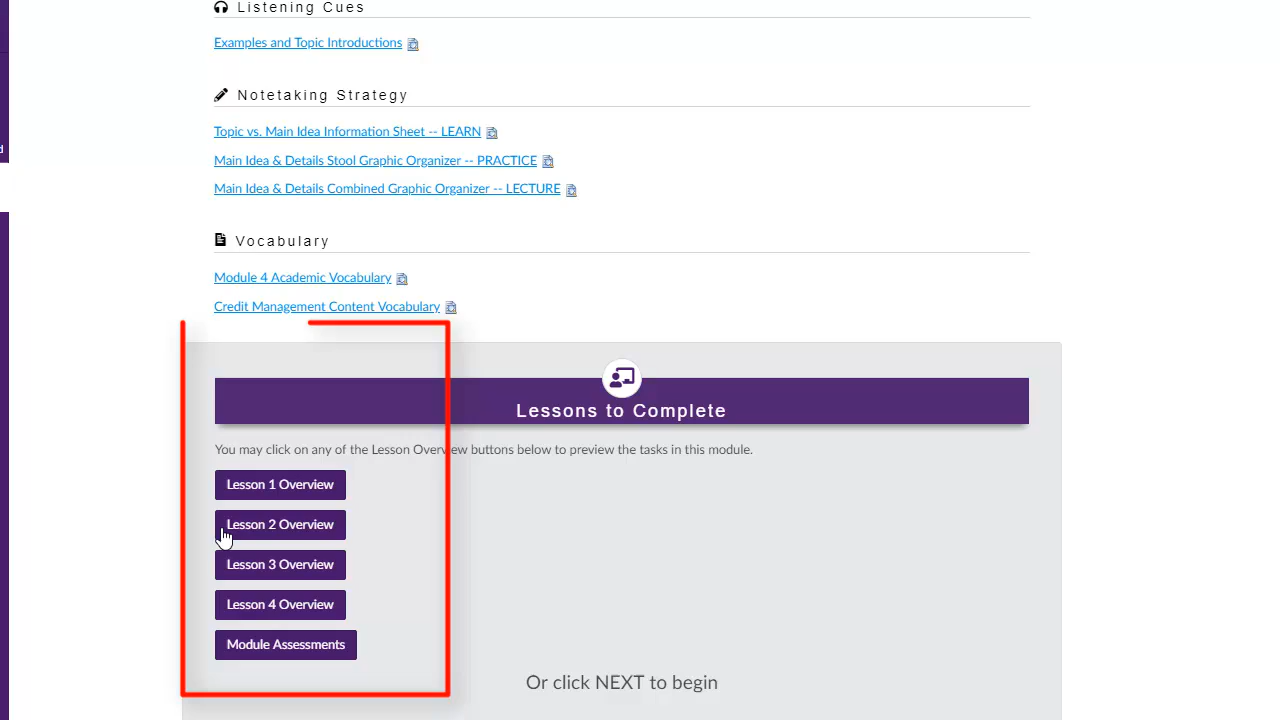 Listening Cues
Examples and Topic Introductions
d
Notetaking Strategy
Topic vs. Main Idea Information Sheet -- LEARN
Main Idea & Details Stool Graphic Organizer -- PRACTICE
Main Idea & Details Combined Graphic Organizer -- LECTURE
Vocabulary
Module 4 Academic Vocabulary
Credit Management Content Vocabulary
Lessons to Complete
You may click on any of the Lesson Overview buttons below to preview the tasks in this module.
Lesson 1 Overview
Lesson 2 Overview
Lesson 3 Overview
Lesson 4 Overview
Module Assessments
Or click NEXT to begin